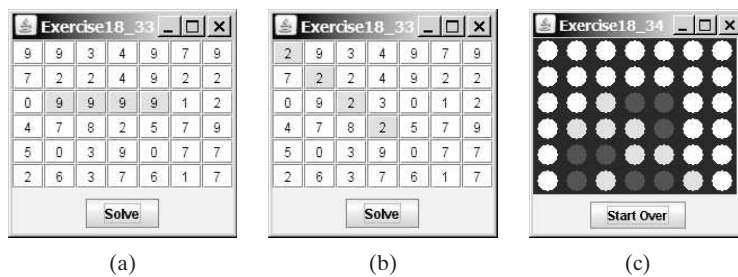 Exercise18_33
9 9 3 4 9 7 9
7 2 2 4 9 2 2
0 9 9 9 9 1 2
4 7 8 2 5 7 9
5 0 3 9 0 7 7
2 6 3 7 6 1 7
Solve
(a)
Exercise18_33
2 9 3 4 9 7 9
7 2 2 4 9 2 2
0 9 2 3 0 1 2
4 7 8 2 5 7 9
5 0 3 9 0 7 7
2 6 3 7 6 1 7
Solve
(b)
Exercise18_34
Start Over
(c)